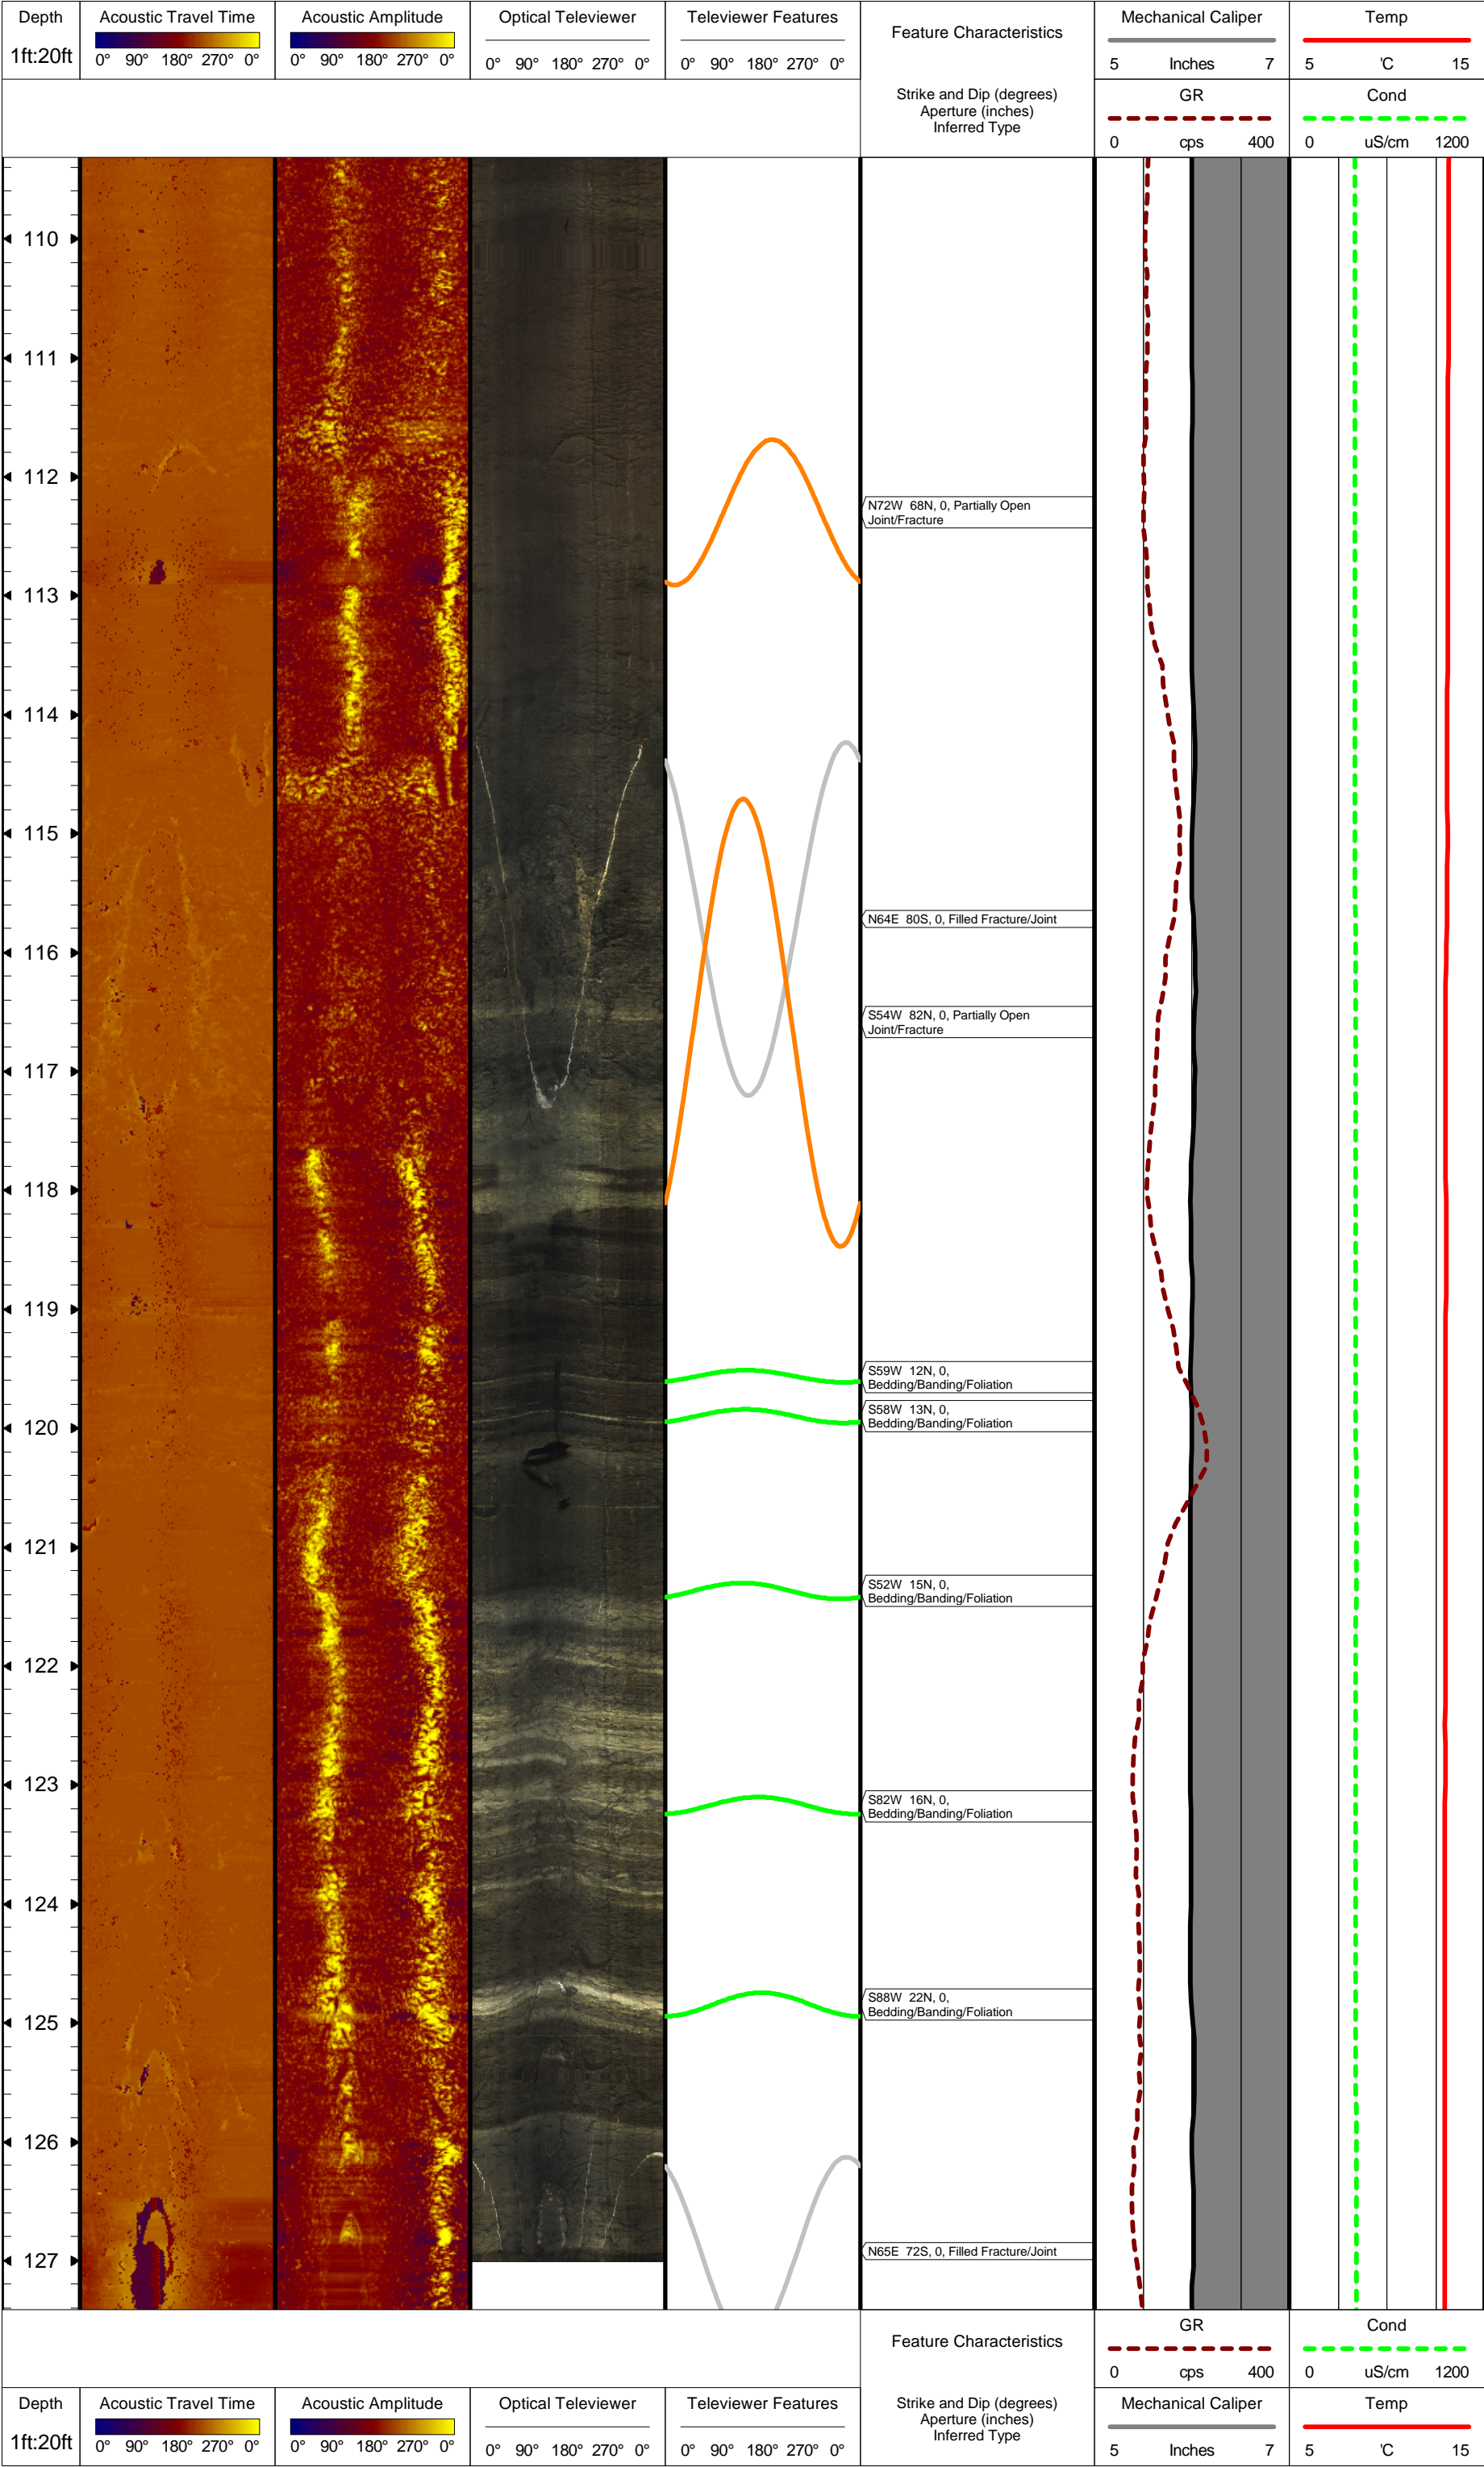 Depth
1ft:20ft
Acoustic Travel Time
0° 90° 180° 270° 0°
Acoustic Amplitude
0° 90° 180° 270° 0°
Optical Televiewer
0° 90° 180° 270° 0°
Televiewer Features
0° 90° 180° 270° 0°
Feature Characteristics
Strike and Dip (degrees)
Aperture (inches)
Inferred Type
Mechanical Caliper
5 Inches 7
GR
0 cps 400
Temp
5 'C 15
Cond
0 uS/cm 1200
110
111
112
N72W 68N, 0, Partially Open
Joint/Fracture
113
114
115
N64E 80S, 0, Filled Fracture/Joint
116
S54W 82N, 0, Partially Open
Joint/Fracture
117
118
119
S59W 12N, 0,
Bedding/Banding/Foliation
S58W 13N, 0,
Bedding/Banding/Foliation
120
121
S52W 15N, 0,
Bedding/Banding/Foliation
122
123
S82W 16N, 0,
Bedding/Banding/Foliation
124
S88W 22N, 0,
Bedding/Banding/Foliation
125
126
N65E 72S, 0, Filled Fracture/Joint
127
Depth
1ft:20ft
Acoustic Travel Time
0° 90° 180° 270° 0°
Acoustic Amplitude
0° 90° 180° 270° 0°
Optical Televiewer
0° 90° 180° 270° 0°
Televiewer Features
0° 90° 180° 270° 0°
Feature Characteristics
Strike and Dip (degrees)
Aperture (inches)
Inferred Type
GR
0 cps 400
Mechanical Caliper
5 Inches 7
Cond
0 uS/cm 1200
Temp
5 'C 15